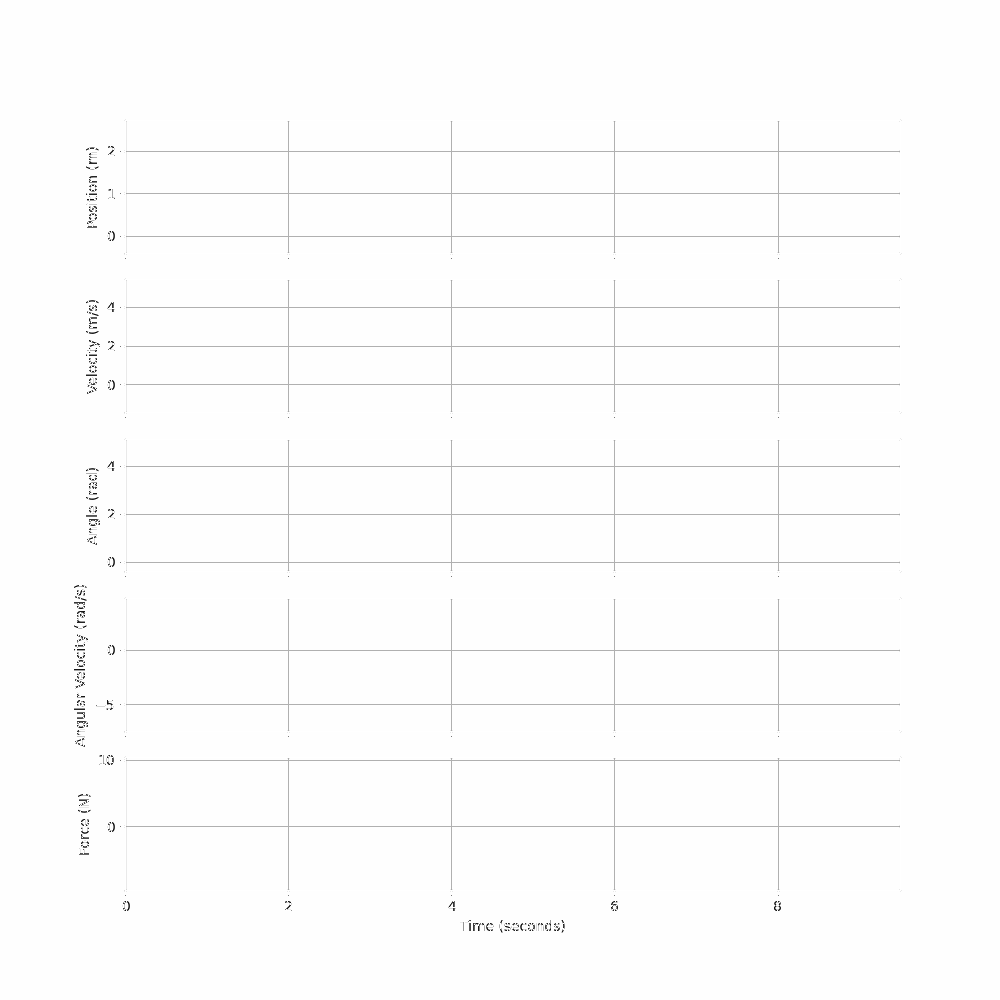 Position (m)
2
1
0
Velocity (m/s)
4
2
0
Angle (rad)
4
2
0
Angular Velocity (rad/s)
0
−5
Force (N)
10
0
0 2 4 6 8
Time (seconds)